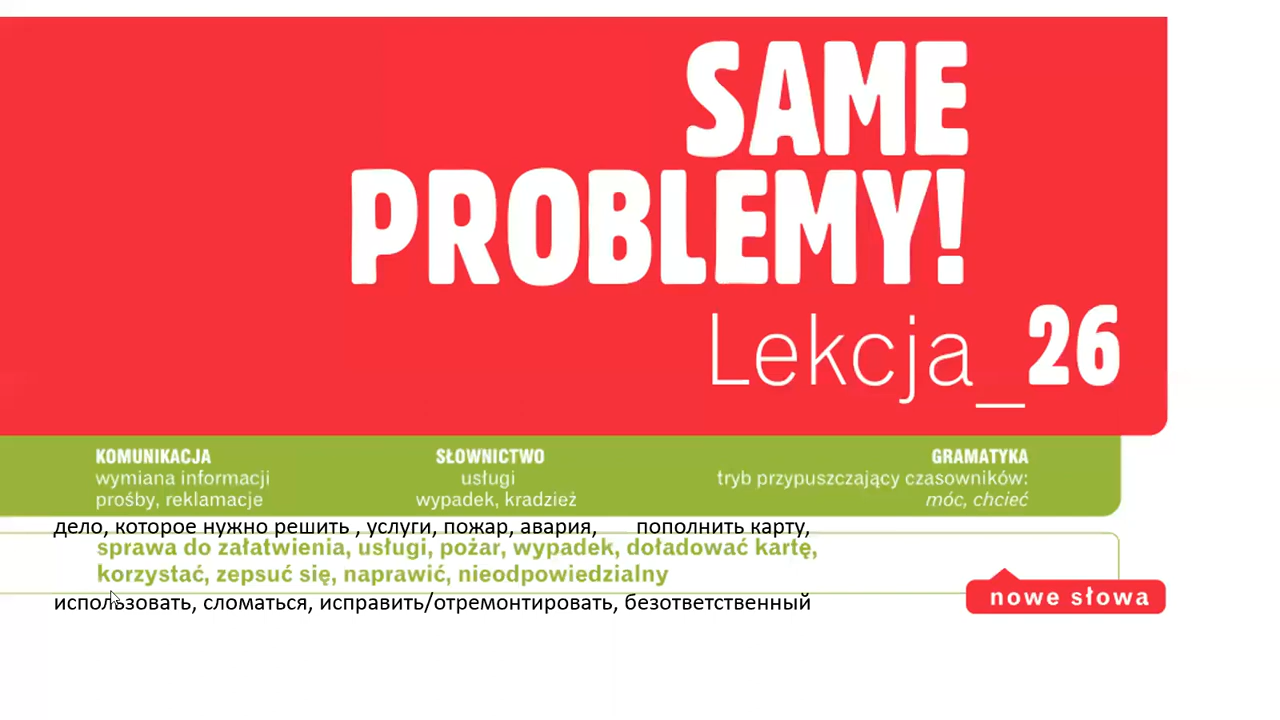 SAME
PROBLEMY!
Lekcja_26
KOMUNIKACJA
wymiana informacji
prośby, reklamacje
SŁOWNICTWO
usługi
wypadek, kradzież
GRAMATYKA
tryb przypuszczający czasowników:
móc, chcieć
дело, которое нужно решить , услуги, пожар, авария, пополнить карту,
sprawa do załatwienia, usługi, pożar, wypadek, doładować kartę,
korzystać, zepsuć się, naprawić, nieodpowiedzialny
использовать, сломаться, исправить/отремонтировать, безответственный
nowe słowa